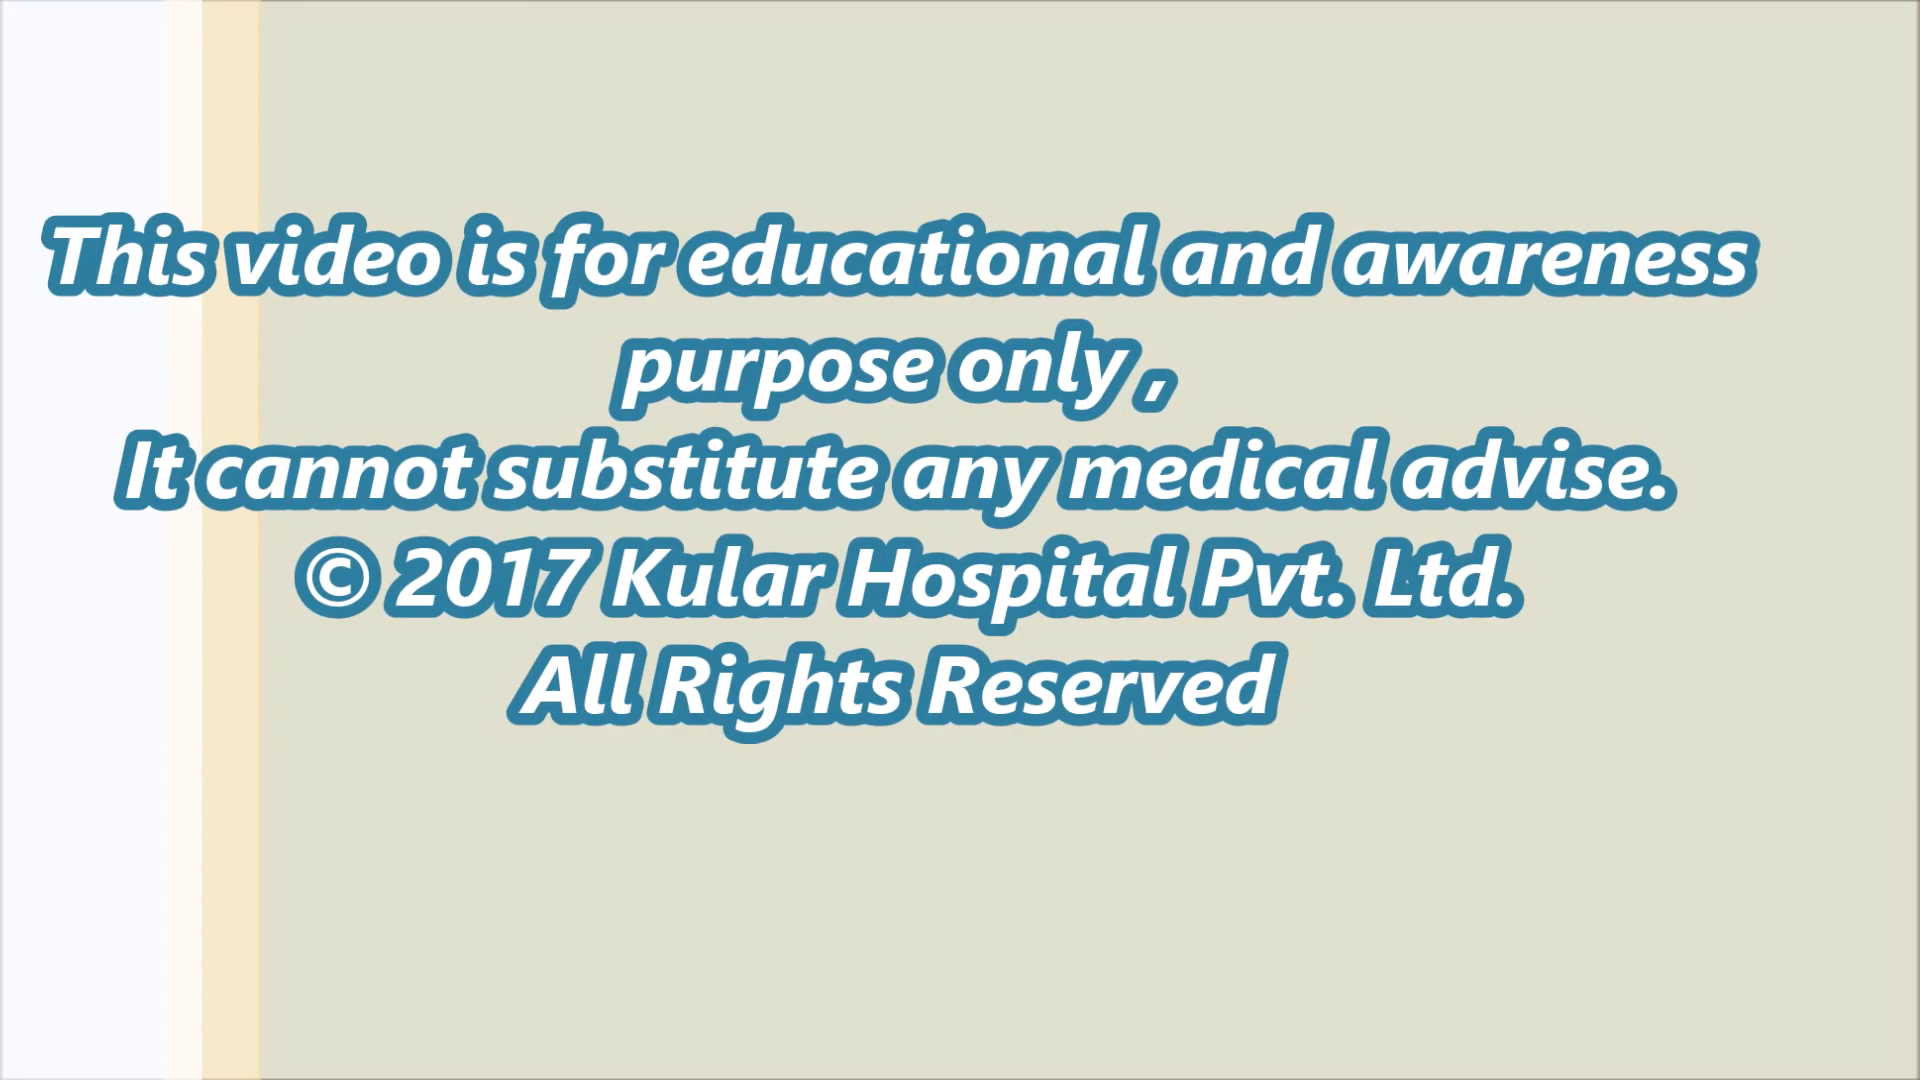 This video is for educational and awareness
purpose only ,
It cannot substitute any medical advise.
© 2017 Kular Hospital Pvt. Ltd.
All Rights Reserved